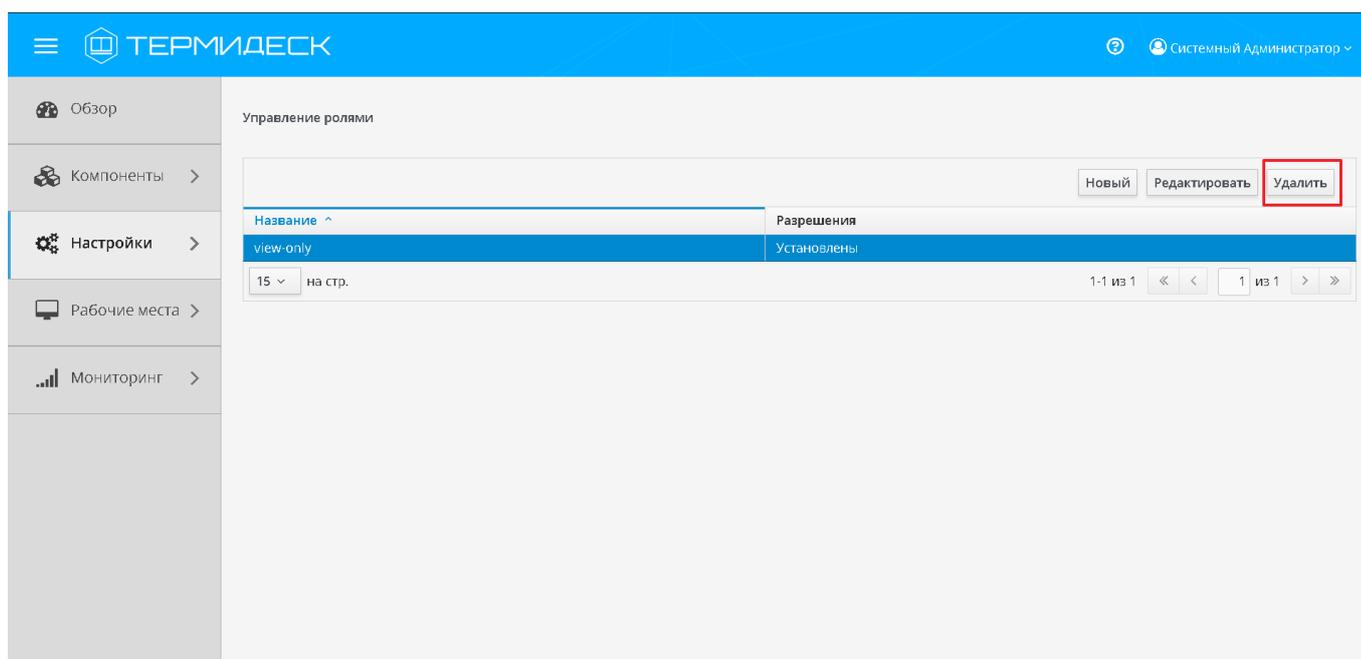 ТЕРМИДЕСК
Системный Администратор
Обзор
Компоненты
Настройки
Рабочие места
Мониторинг
Управление ролями
Новый Редактировать Удалить
Название Разрешения
view-only Установлены
15 на стр. 1-1 из 1 « < 1 из 1 > »